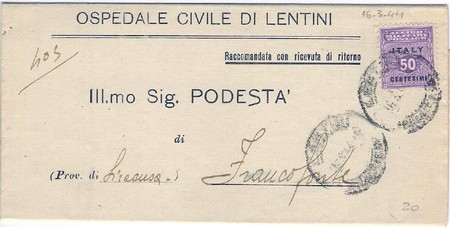 OSPEDALE CIVILE DI LENTINI
16-3-44
403
Raccomandata con ricevuta di ritorno
ITALY
50
CENTESIMI
Ill.mo Sig. PODESTA'
di
(Prov. di Siracusa) Francofonte
20